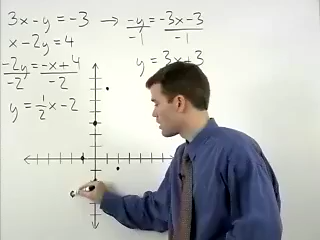 3x-y=-3 → -y/-1 = -3x-3/-1
x-2y=4
-2y/-2 = -x+4/-2
y=3x+3
y=1/2x-2